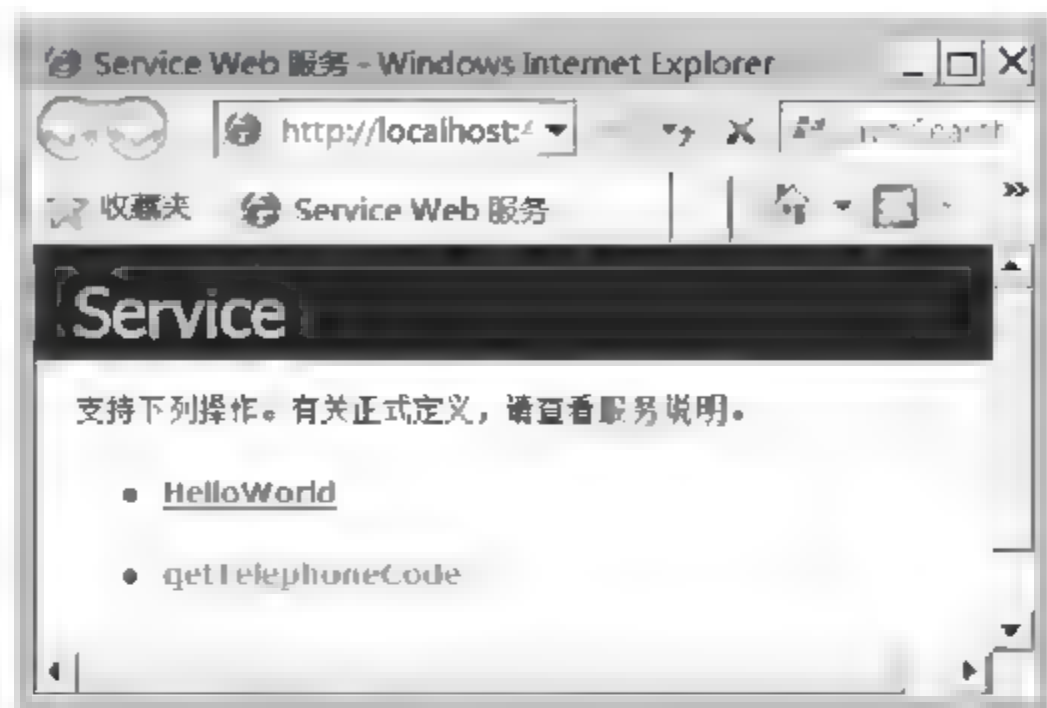 Service Web 服务 - Windows Internet Explorer
http://localhost:
收藏夹 Service Web 服务
Service
支持下列操作。有关正式定义，请查看服务说明。
HelloWorld
getTelephoneCode